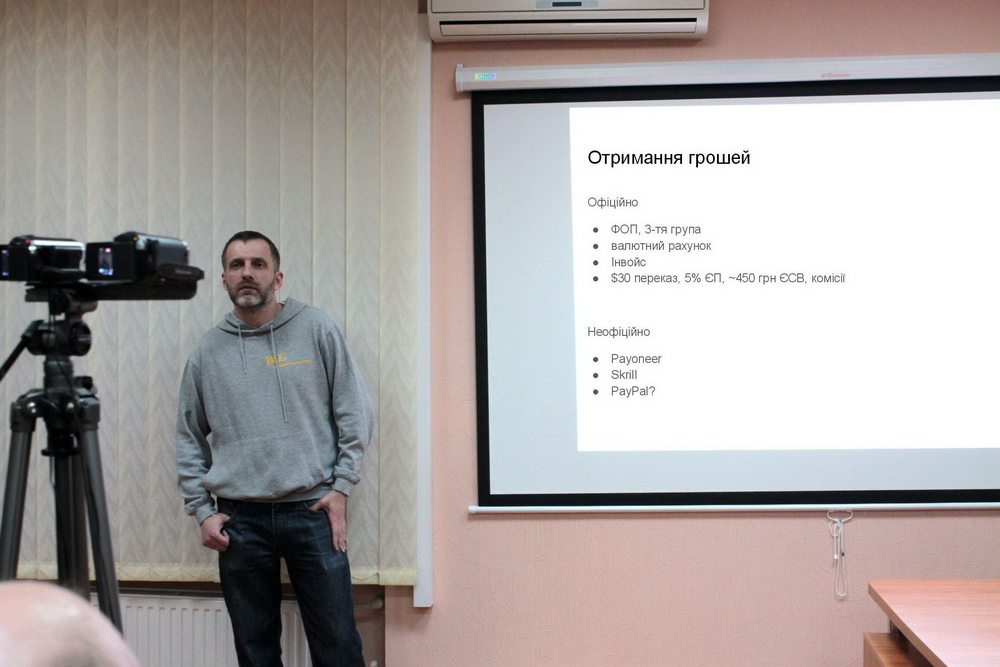 Отримання грошей
Офіційно
ФОП, 3-тя група
валютний рахунок
Інвойс
$30 переказ, 5% ЄП, ~450 грн ЄСВ, комісії
Неофіційно
Payoneer
Skrill
PayPal?